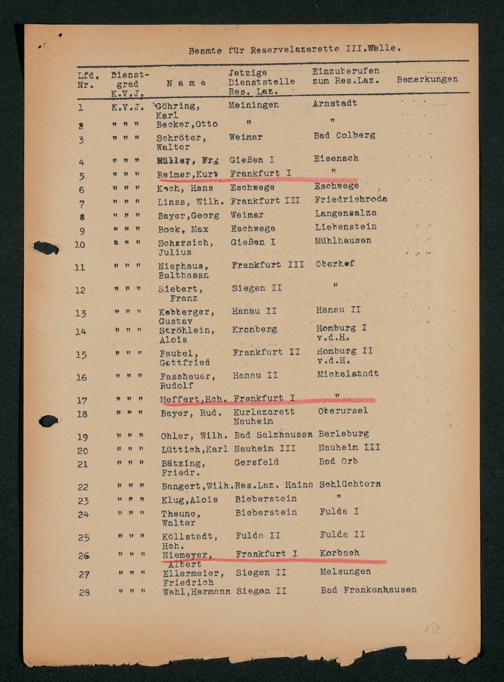 Beamte für Reservelazarette III.Welle.
Lfd. Dienst- Name Jetzige Einzuberufen Bemerkungen
Nr. grad Dienststelle zum Res.Laz.
K.V.J. Res. Laz.
1 K.V.J. Göhring, Meiningen Arnstadt
Karl
2 " " " Becker,Otto " "
3 " " " Schröter, Weimar Bad Colberg
Walter
4 " " " Müller, Frz Gießen I Eisenach
5 " " " Reimer,Kurt Frankfurt I "
6 " " " Koch, Hans Eschwege Eschwege
7 " " " Linss, Wilh. Frankfurt III Friedrichroda
8 " " " Beyer,Georg Weimar Langensalza
9 " " " Bock, Max Eschwege Liebenstein
10 " " " Scharsich, Gießen I Mühlhausen
Julius
11 " " " Niephaus, Frankfurt III Oberhof
Balthasan
12 " " " Siebert, Siegen II "
Franz
13 " " " Kebberger, Hanau II Hanau II
Gustav
14 " " " Ströhlein, Kronberg Homburg I
Alois v.d.H.
15 " " " Faubel, Frankfurt II Homburg II
Gottfried v.d.H.
16 " " " Fasshauer, Hanau II Michelstadt
Rudolf
17 " " " Meffert,Hch. Frankfurt I "
18 " " " Bayer, Rud. Kurlazarett Oberursel
Nauheim
19 " " " Ohler, Wilh. Bad Salzhausen Berleburg
20 " " " Lüttich,Karl Nauheim III Nauheim III
21 " " " Bätzing, Gersfeld Bad Orb
Friedr.
22 " " " Bangert,Wilh.Res.Laz. Haina Schlüchtern
23 " " " Klug,Alois Bieberstein "
24 " " " Theune, Bieberstein Fulda I
Walter
25 " " " Köllstadt, Fulda II Fulda II
Hch.
26 " " " Niemeyer, Frankfurt I Korbach
Albert
27 " " " Ellermeier, Siegen II Melsungen
Friedrich
28 " " " Wahl,Hermann Siegen II Bad Frankenhausen